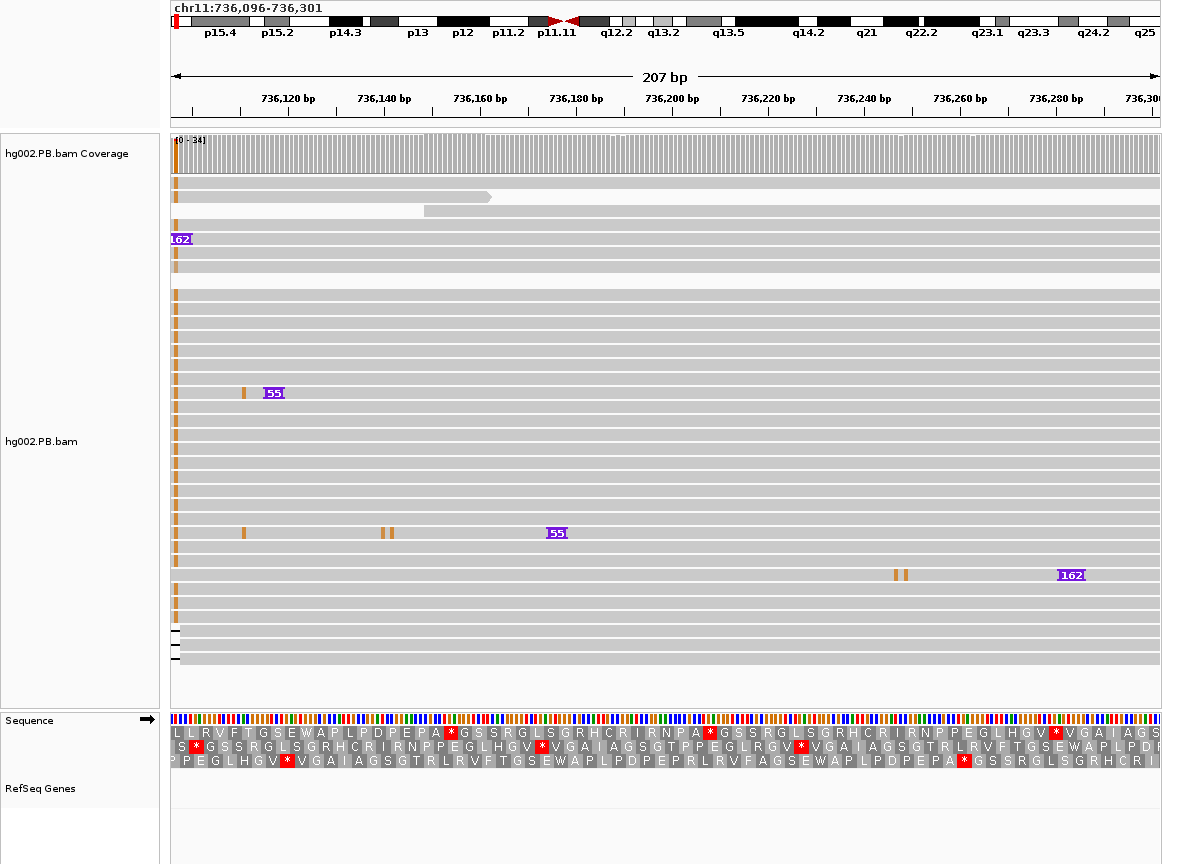 chr11:736,096-736,301
p15.4 p15.2 p14.3 p13 p12 p11.2 p11.11 q12.2 q13.2 q13.5 q14.2 q21 q22.2 q23.1 q23.3 q24.2 q25
207 bp
736,120 bp 736,140 bp 736,160 bp 736,180 bp 736,200 bp 736,220 bp 736,240 bp 736,260 bp 736,280 bp 736,300
[0 - 34]
hg002.PB.bam Coverage
162
55
hg002.PB.bam
55
162
Sequence
L L R V F T G S E W A P L P D P E P A * G S S R G L S G R H C R I R N P A * G S S R G L S G R H C R I R N P P E G L H G V * V G A I A G S
S * G S S R G L S G R H C R I R N P P E G L H G V * V G A I A G S G T P P E G L R G V * V G A I A G S G T R L R V F T G S E W A P L P D
P E G L H G V * V G A I A G S G T R L R V F T G S E W A P L P D P E P R L R V F A G S E W A P L P D P E P A * G S S R G L S G R H C R I
RefSeq Genes